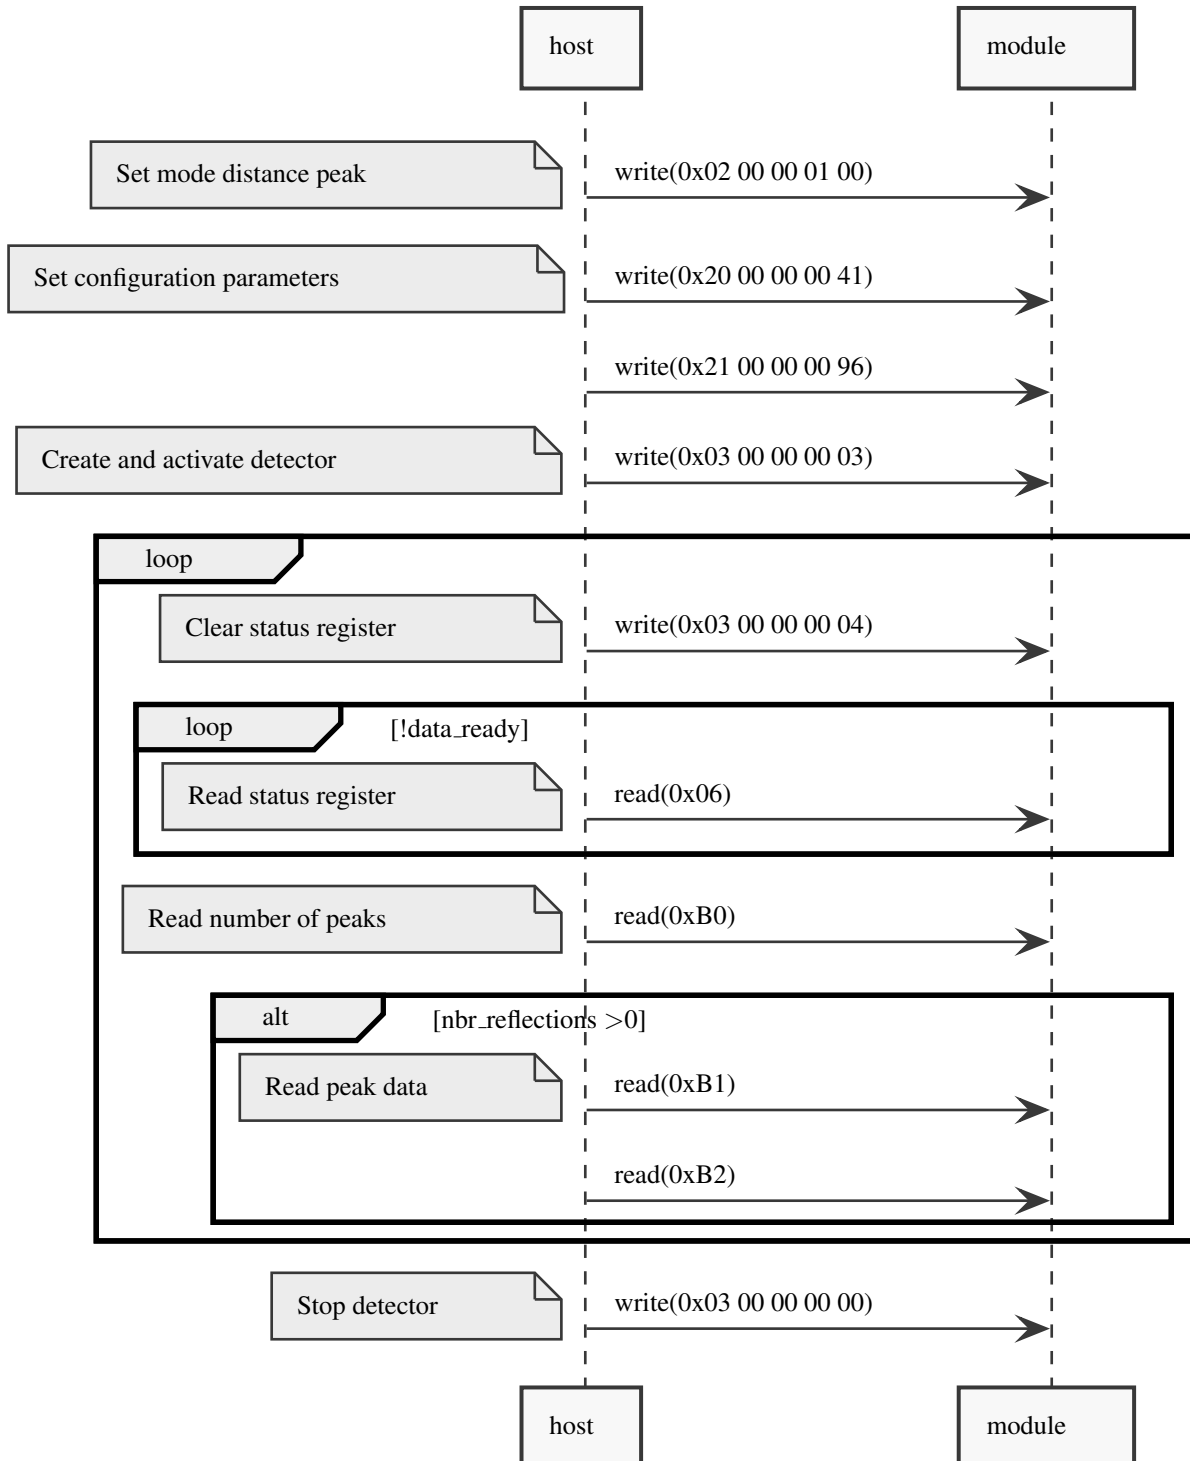 host
module
Set mode distance peak
write(0x02 00 00 01 00)
Set configuration parameters
write(0x20 00 00 00 41)
write(0x21 00 00 00 96)
Create and activate detector
write(0x03 00 00 00 03)
loop
Clear status register
write(0x03 00 00 00 04)
loop
[!data_ready]
Read status register
read(0x06)
Read number of peaks
read(0xB0)
alt
[nbr_reflections >0]
Read peak data
read(0xB1)
read(0xB2)
Stop detector
write(0x03 00 00 00 00)
host
module